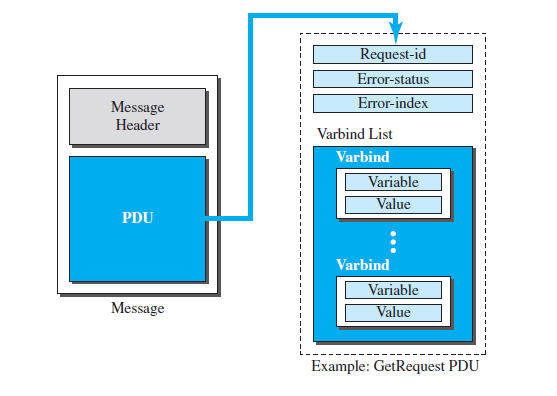 Message
Header
PDU
Message
Request-id
Error-status
Error-index
Varbind List
Varbind
Variable
Value
Varbind
Variable
Value
Example: GetRequest PDU